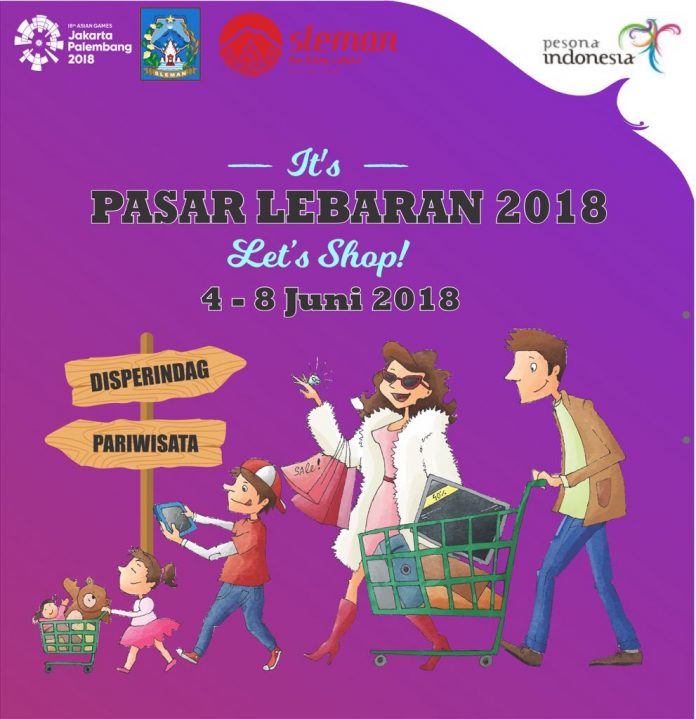 18th ASIAN GAMES
Jakarta
Palembang
2018
SLEMAN
sleman
pesona
indonesia
It's
PASAR LEBARAN 2018
Let's Shop!
4 - 8 Juni 2018
DISPERINDAG
PARIWISATA
SALE!
50%